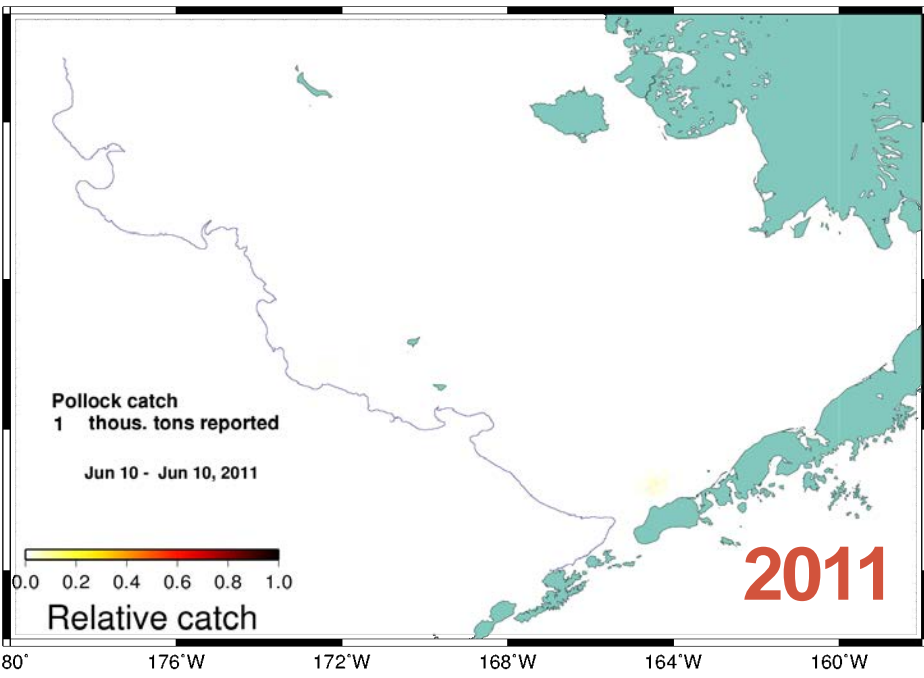 Pollock catch
1 thous. tons reported
Jun 10 - Jun 10, 2011
0.0 0.2 0.4 0.6 0.8 1.0
Relative catch
2011
80˚ 176˚W 172˚W 168˚W 164˚W 160˚W